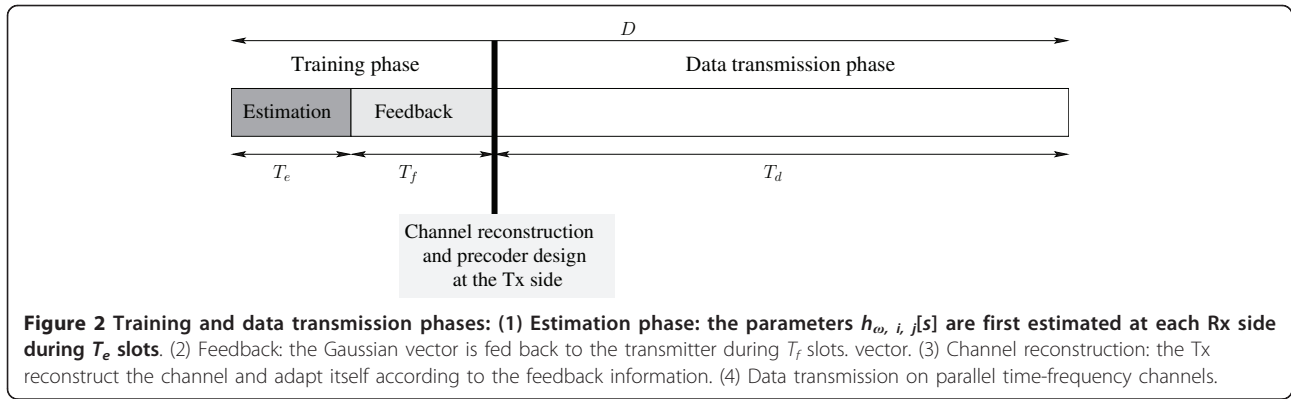 D
Training phase Data transmission phase
Estimation Feedback
T_e T_f T_d
Channel reconstruction
and precoder design
at the Tx side
Figure 2 Training and data transmission phases: (1) Estimation phase: the parameters h_{ω, i, j}[s] are first estimated at each Rx side
during T_e slots. (2) Feedback: the Gaussian vector is fed back to the transmitter during T_f slots. vector. (3) Channel reconstruction: the Tx
reconstruct the channel and adapt itself according to the feedback information. (4) Data transmission on parallel time-frequency channels.